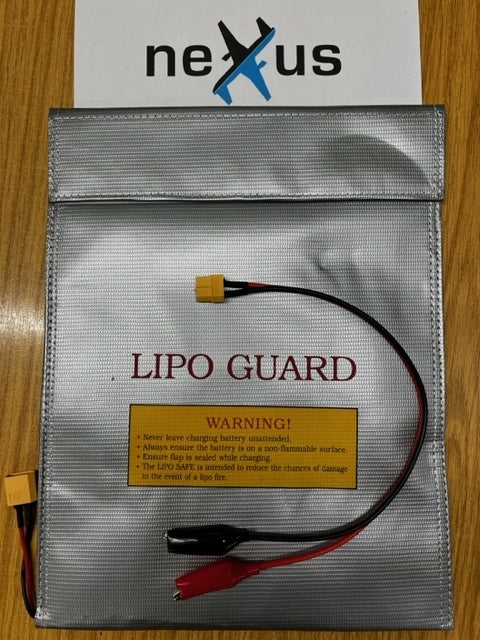 nexus
LIPO GUARD
WARNING!
• Never leave charging battery unattended.
• Always ensure the battery is on a non-flammable surface.
• Ensure flap is sealed while charging.
• The LIPO SAFE is intended to reduce the chances of damage
in the event of a lipo fire.